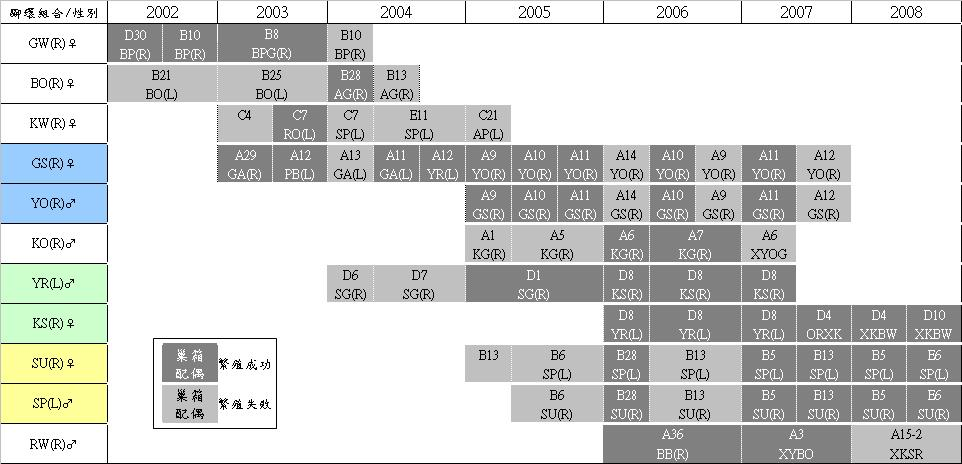 腳環組合/性別 2002 2003 2004 2005 2006 2007 2008
GW(R)♀ D30 B10 B8 B10
BP(R) BP(R) BPG(R) BP(R)
BO(R)♀ B21 B25 B28 B13
BO(L) BO(L) AG(R) AG(R)
KW(R)♀ C4 C7 C7 E11 C21
RO(L) SP(L) SP(L) AP(L)
GS(R)♀ A29 A12 A13 A11 A12 A9 A10 A11 A14 A10 A9 A11 A12
GA(R) PB(L) GA(L) GA(L) YR(L) YO(R) YO(R) YO(R) YO(R) YO(R) YO(R) YO(R) YO(R)
YO(R)♂ A9 A10 A11 A14 A10 A9 A11 A12
GS(R) GS(R) GS(R) GS(R) GS(R) GS(R) GS(R) GS(R)
KO(R)♂ A1 A5 A6 A7 A6
KG(R) KG(R) KG(R) KG(R) XYOG
YR(L)♂ D6 D7 D1 D8 D8 D8
SG(R) SG(R) SG(R) KS(R) KS(R) KS(R)
KS(R)♀ D8 D8 D8 D4 D4 D10
YR(L) YR(L) YR(L) ORXK XKBW XKBW
SU(R)♀ B13 B6 B28 B13 B5 B13 B5 E6
SP(L) SP(L) SP(L) SP(L) SP(L) SP(L) SP(L)
SP(L)♂ B6 B28 B13 B5 B13 B5 E6
SU(R) SU(R) SU(R) SU(R) SU(R) SU(R) SU(R)
RW(R)♂ A36 A3 A15-2
BB(R) XYBO XKSR
巢箱
配偶 繁殖成功
巢箱
配偶 繁殖失敗